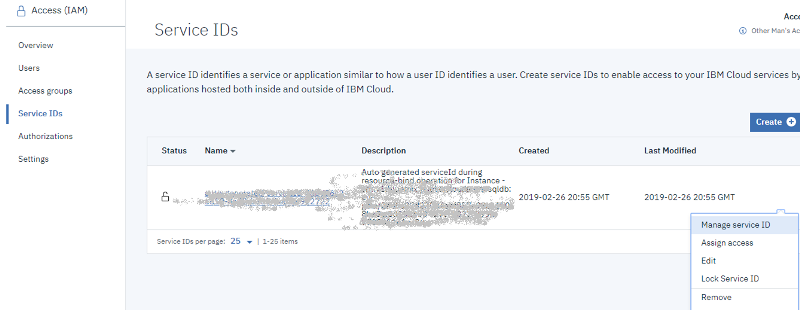 Access (IAM)
Overview
Users
Access groups
Service IDs
Authorizations
Settings
Service IDs
Acce
Other Man's Ac
A service ID identifies a service or application similar to how a user ID identifies a user. Create service IDs to enable access to your IBM Cloud services by
applications hosted both inside and outside of IBM Cloud.
Create
Status Name Description Created Last Modified
Auto generated serviceId during
resource-bind operation for Instance -
sqldb:
2019-02-26 20:55 GMT 2019-02-26 20:55 GMT
Service IDs per page: 25 | 1-25 items
Manage service ID
Assign access
Edit
Lock Service ID
Remove